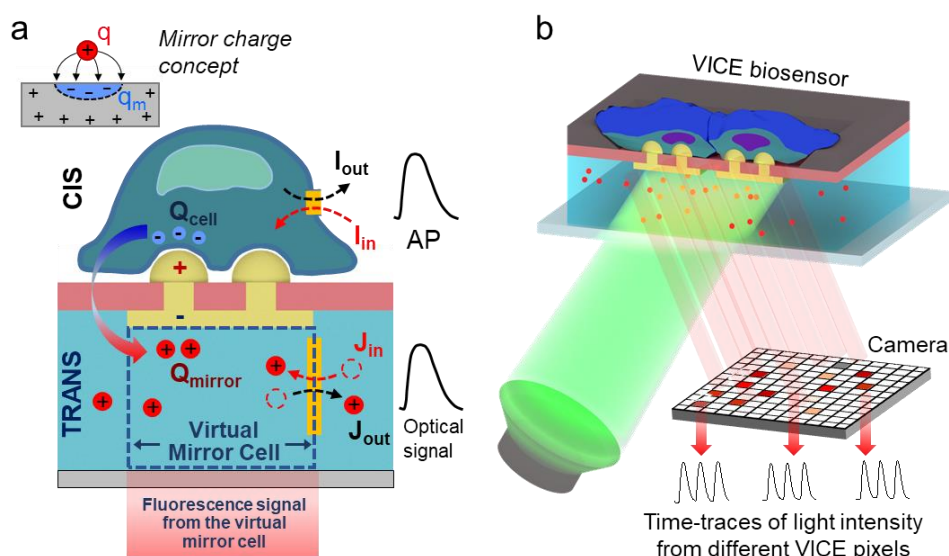 a
q
Mirror charge
concept
+ - - - +
q_m
+ + + + +
CIS
I_out
Q_cell
- - -
I_in
AP
+
-
TRANS
J_in
+ +
+
Q_mirror
+
+
+
J_out
Virtual
Mirror Cell
Optical
signal
Fluorescence signal
from the virtual
mirror cell
b
VICE biosensor
Camera
Time-traces of light intensity
from different VICE pixels